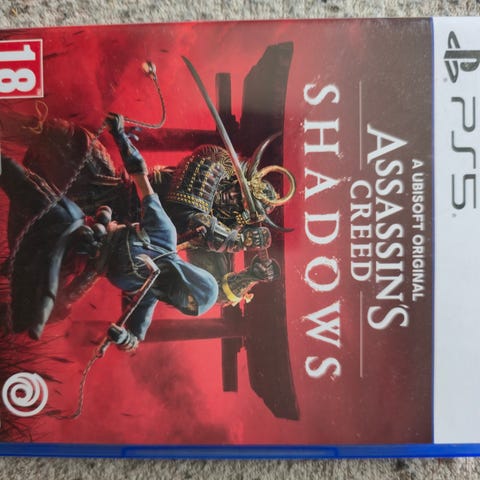 PS5
A UBISOFT ORIGINAL
ASSASSIN'S
CREED
SHADOWS
18